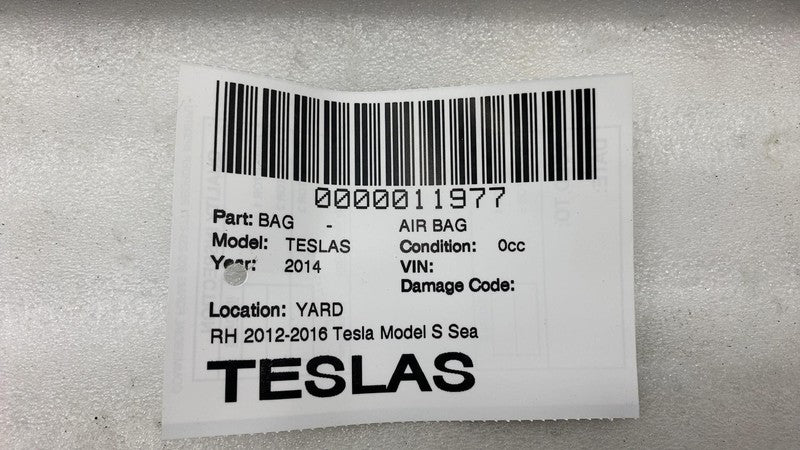 0000011977
Part: BAG - AIR BAG
Model: TESLAS Condition: 0cc
Year: 2014 VIN:
Damage Code:
Location: YARD
RH 2012-2016 Tesla Model S Sea
TESLAS